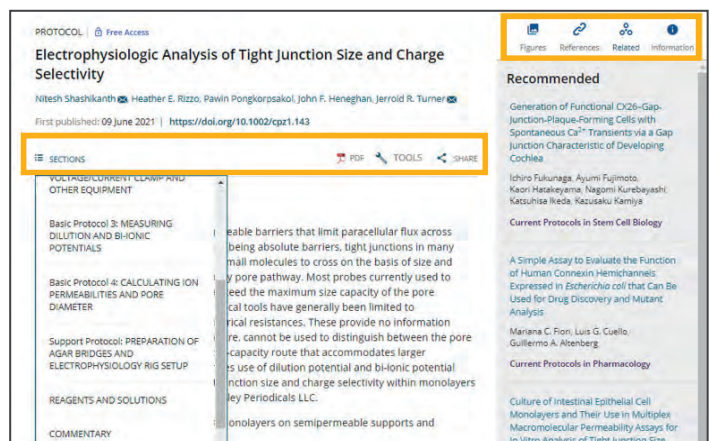 PROTOCOL | Free Access
Electrophysiologic Analysis of Tight Junction Size and Charge
Selectivity
Nitesh Shashikanth, Heather E. Rizzo, Pawin Pongkorpsakol, John F. Heneghan, Jerrold R. Turner
First published: 09 June 2021 | https://doi.org/10.1002/cpz1.143
SECTIONS
PDF TOOLS SHARE
VOLTAGE/CURRENT CLAMP AND
OTHER EQUIPMENT
Basic Protocol 3: MEASURING
DILUTION AND BI-IONIC
POTENTIALS
Basic Protocol 4: CALCULATING ION
PERMEABILITIES AND PORE
DIAMETER
Support Protocol: PREPARATION OF
AGAR BRIDGES AND
ELECTROPHYSIOLOGY RIG SETUP
REAGENTS AND SOLUTIONS
COMMENTARY
eable barriers that limit paracellular flux across
being absolute barriers, tight junctions in many
mall molecules to cross on the basis of size and
y pore pathway. Most probes currently used to
eed the maximum size capacity of the pore
cal tools have generally been limited to
rical resistances. These provide no information
re, cannot be used to distinguish between the pore
-capacity route that accommodates larger
es use of dilution potential and bi-ionic potential
nction size and charge selectivity within monolayers
ley Periodicals LLC.
onolayers on semipermeable supports and
Figures References Related Information
Recommended
Generation of Functional CX26–Gap-
Junction-Plaque-Forming Cells with
Spontaneous Ca2+ Transients via a Gap
Junction Characteristic of Developing
Cochlea
Ichiro Fukunaga, Ayumi Fujimoto,
Kaori Hatakeyama, Nagomi Kurebayashi,
Katsuhisa Ikeda, Kazusaku Kamiya
Current Protocols in Stem Cell Biology
A Simple Assay to Evaluate the Function
of Human Connexin Hemichannels
Expressed in Escherichia coli that Can Be
Used for Drug Discovery and Mutant
Analysis
Mariana C. Fiori, Luis G. Cuello,
Guillermo A. Altenberg
Current Protocols in Pharmacology
Culture of Intestinal Epithelial Cell
Monolayers and Their Use in Multiplex
Macromolecular Permeability Assays for
In Vitro Analysis of Tight Junction Size